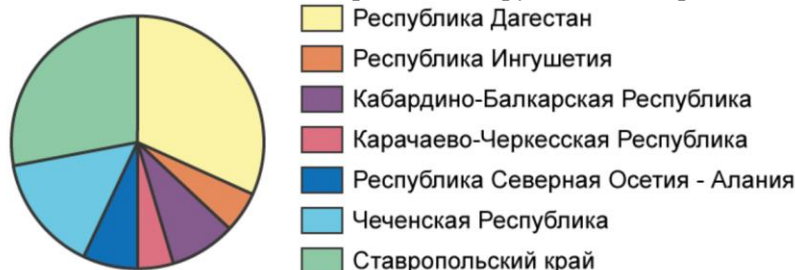 Республика Дагестан
Республика Ингушетия
Кабардино-Балкарская Республика
Карачаево-Черкесская Республика
Республика Северная Осетия - Алания
Чеченская Республика
Ставропольский край